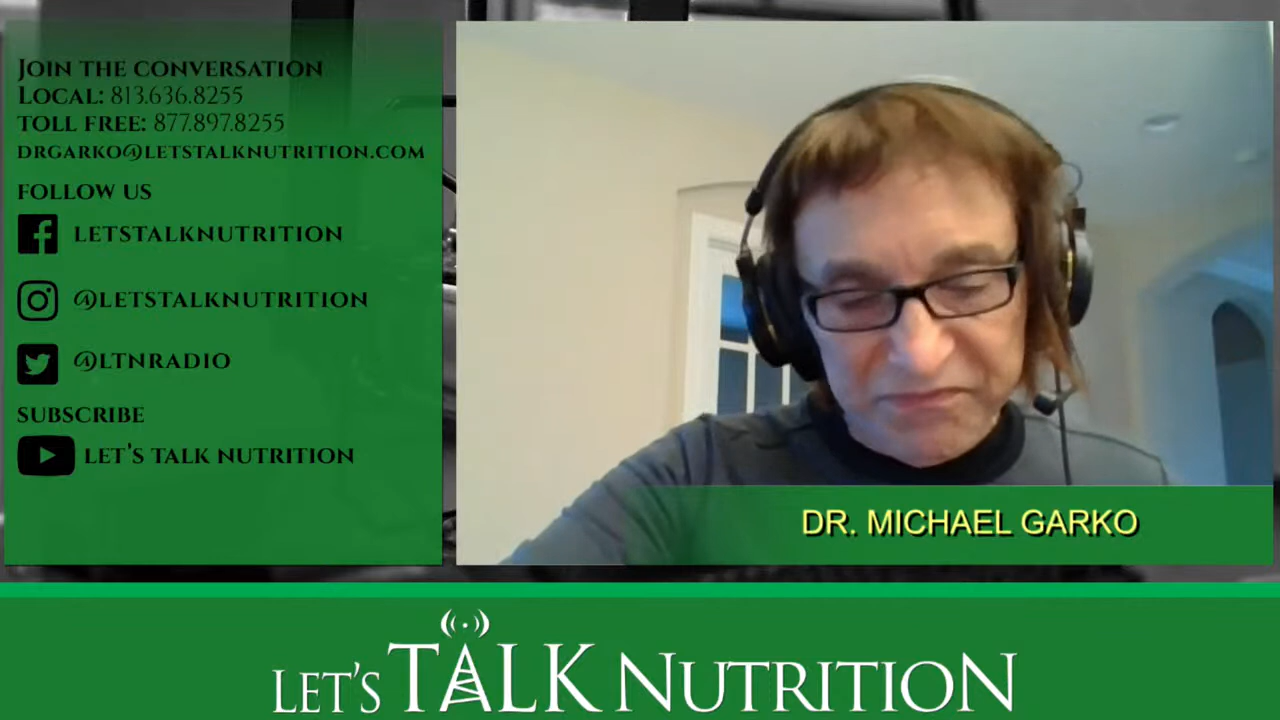 JOIN THE CONVERSATION
LOCAL: 813.636.8255
TOLL FREE: 877.897.8255
DRGARKO@LETSTALKNUTRITION.COM
FOLLOW US
LETSTALKNUTRITION
@LETSTALKNUTRITION
@LTNRADIO
SUBSCRIBE
LET'S TALK NUTRITION
DR. MICHAEL GARKO
LET'S TALK NUTRITION